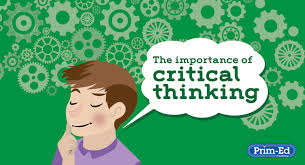 The importance of
critical
thinking
Prim-Ed